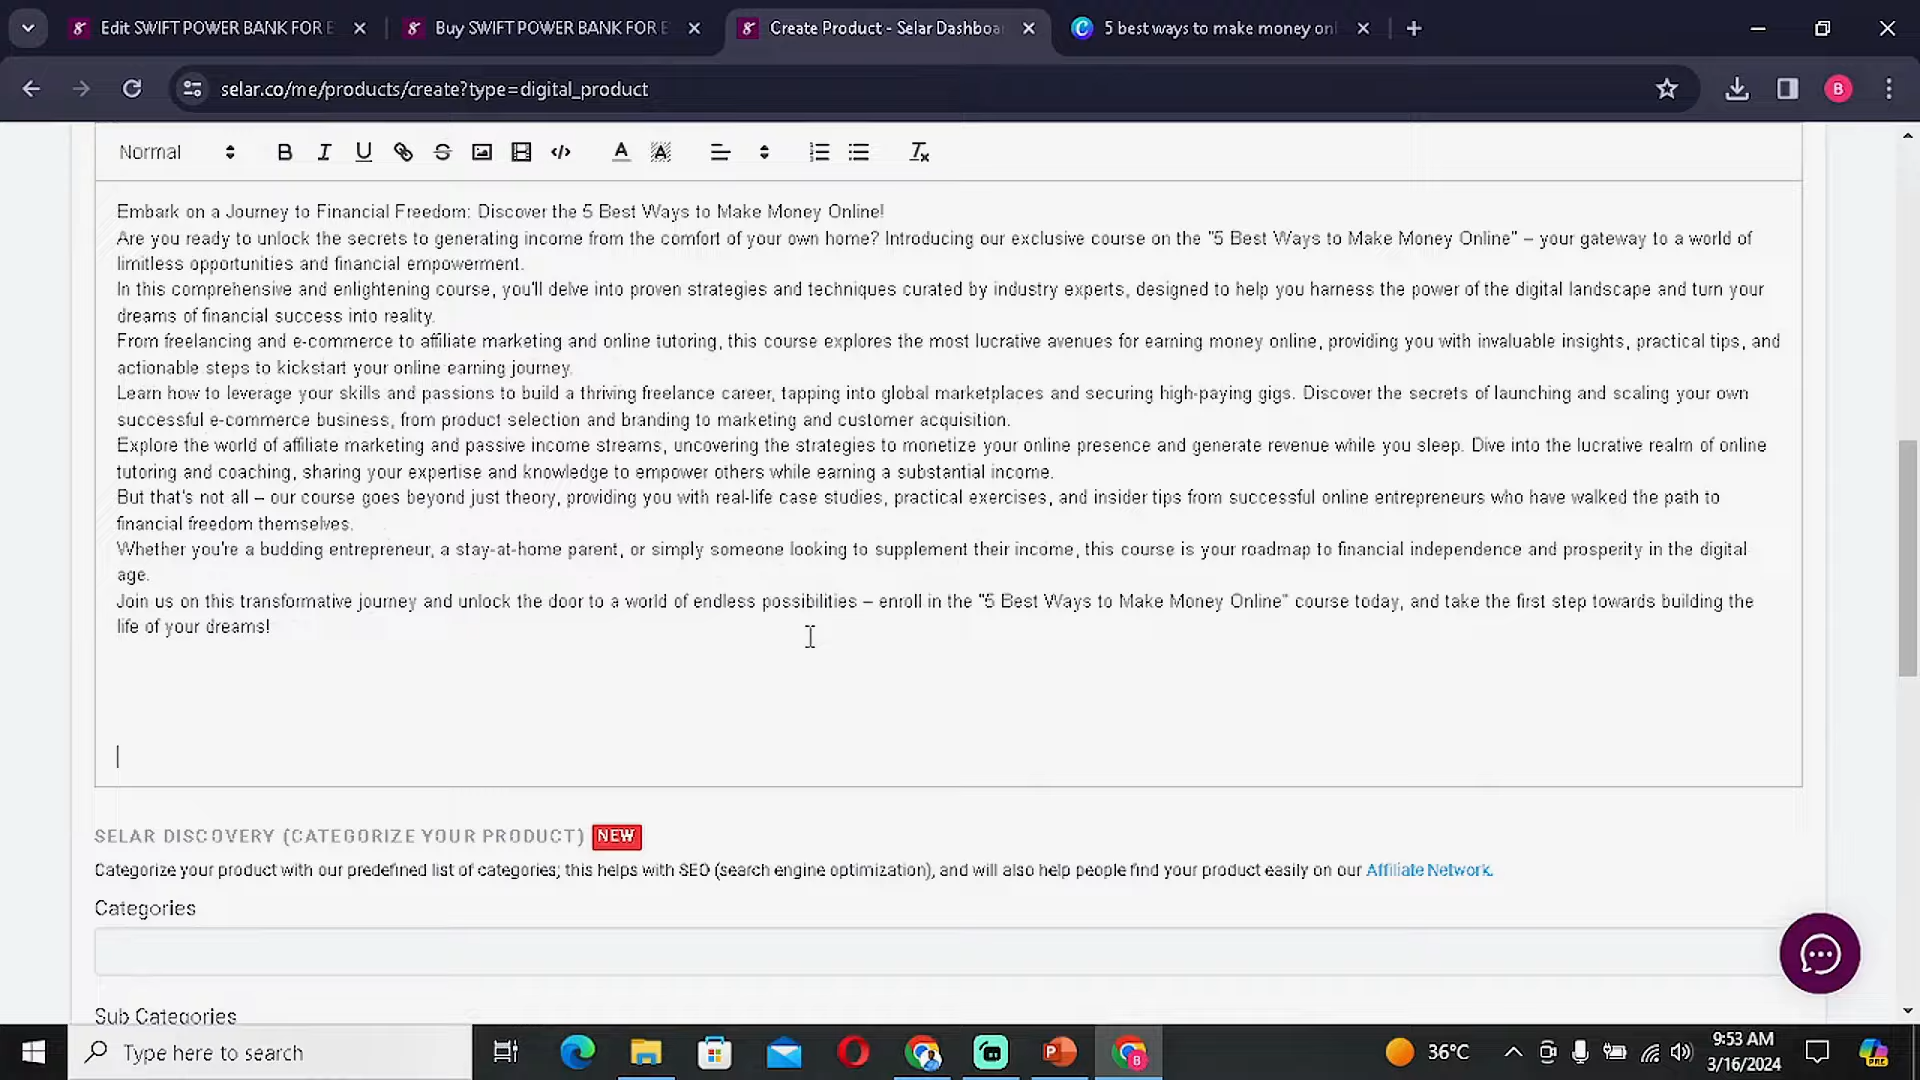 Edit SWIFT POWER BANK FOR E
Buy SWIFT POWER BANK FOR E
Create Product - Selar Dashboa
5 best ways to make money onl
selar.co/me/products/create?type=digital_product
B
Normal
Embark on a Journey to Financial Freedom: Discover the 5 Best Ways to Make Money Online!
Are you ready to unlock the secrets to generating income from the comfort of your own home? Introducing our exclusive course on the "5 Best Ways to Make Money Online" – your gateway to a world of
limitless opportunities and financial empowerment.
In this comprehensive and enlightening course, you'll delve into proven strategies and techniques curated by industry experts, designed to help you harness the power of the digital landscape and turn your
dreams of financial success into reality.
From freelancing and e-commerce to affiliate marketing and online tutoring, this course explores the most lucrative avenues for earning money online, providing you with invaluable insights, practical tips, and
actionable steps to kickstart your online earning journey.
Learn how to leverage your skills and passions to build a thriving freelance career, tapping into global marketplaces and securing high-paying gigs. Discover the secrets of launching and scaling your own
successful e-commerce business, from product selection and branding to marketing and customer acquisition.
Explore the world of affiliate marketing and passive income streams, uncovering the strategies to monetize your online presence and generate revenue while you sleep. Dive into the lucrative realm of online
tutoring and coaching, sharing your expertise and knowledge to empower others while earning a substantial income.
But that's not all – our course goes beyond just theory, providing you with real-life case studies, practical exercises, and insider tips from successful online entrepreneurs who have walked the path to
financial freedom themselves.
Whether you're a budding entrepreneur, a stay-at-home parent, or simply someone looking to supplement their income, this course is your roadmap to financial independence and prosperity in the digital
age.
Join us on this transformative journey and unlock the door to a world of endless possibilities – enroll in the "5 Best Ways to Make Money Online" course today, and take the first step towards building the
life of your dreams!
SELAR DISCOVERY (CATEGORIZE YOUR PRODUCT) NEW
Categorize your product with our predefined list of categories; this helps with SEO (search engine optimization), and will also help people find your product easily on our Affiliate Network.
Categories
Sub Categories
Type here to search
36°C
9:53 AM
3/16/2024